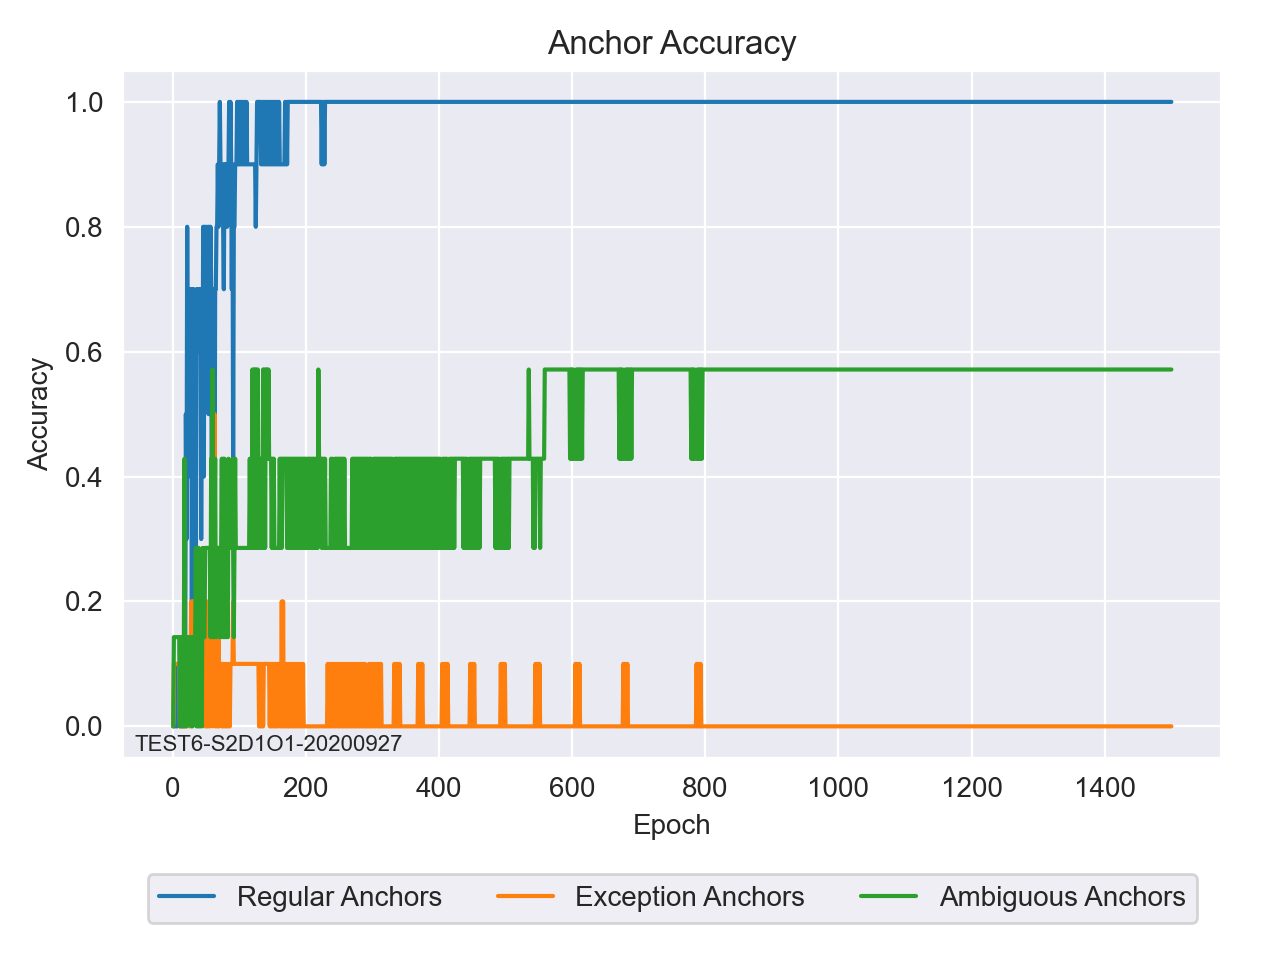 Anchor Accuracy
1.0
0.8
0.6
0.4
0.2
0.0
Accuracy
TEST6-S2D1O1-20200927
0 200 400 600 800 1000 1200 1400
Epoch
Regular Anchors Exception Anchors Ambiguous Anchors